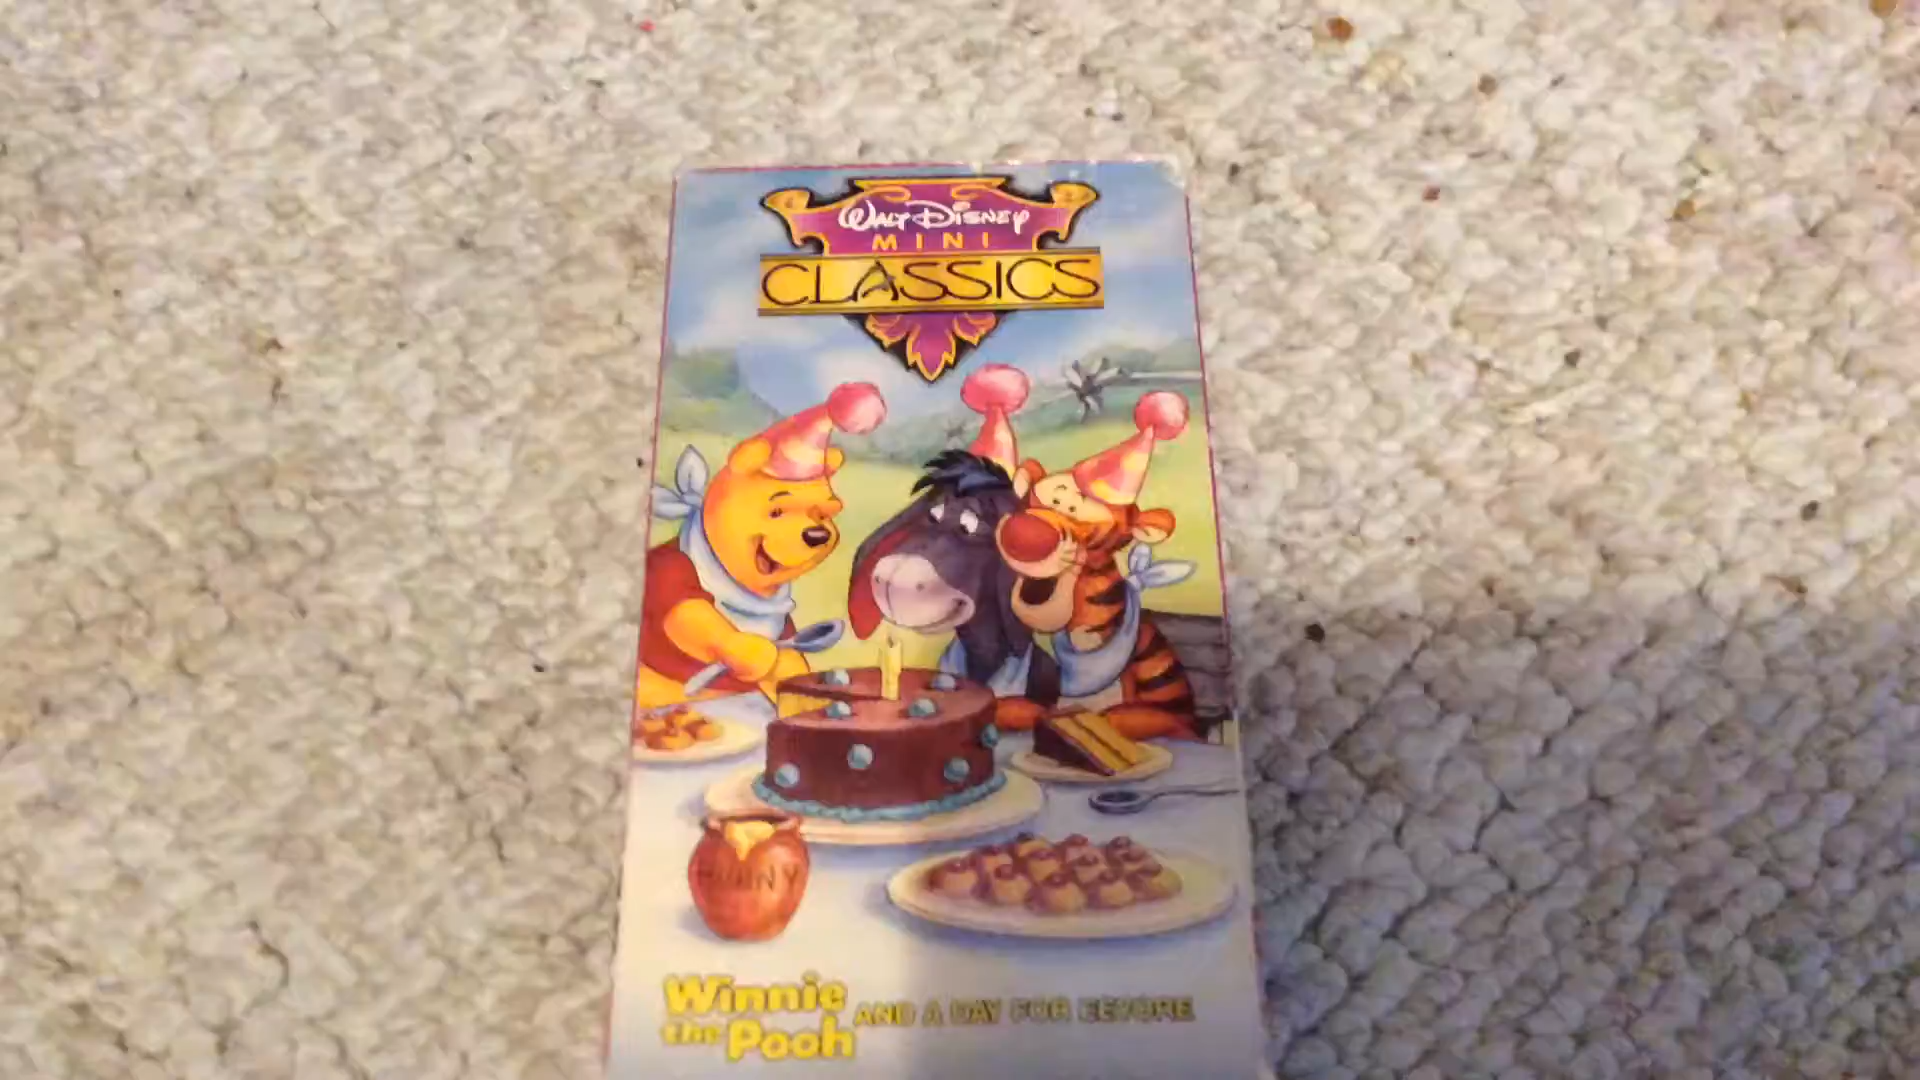 WALT DISNEY
MINI
CLASSICS
HUNNY
Winnie
the Pooh
AND A DAY FOR EEYORE